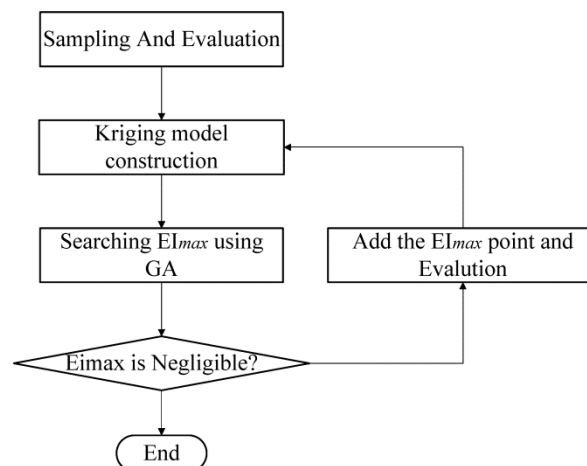 Sampling And Evaluation
Kriging model
construction
Searching EImax using
GA
Add the EImax point and
Evalution
Eimax is Negligible?
End